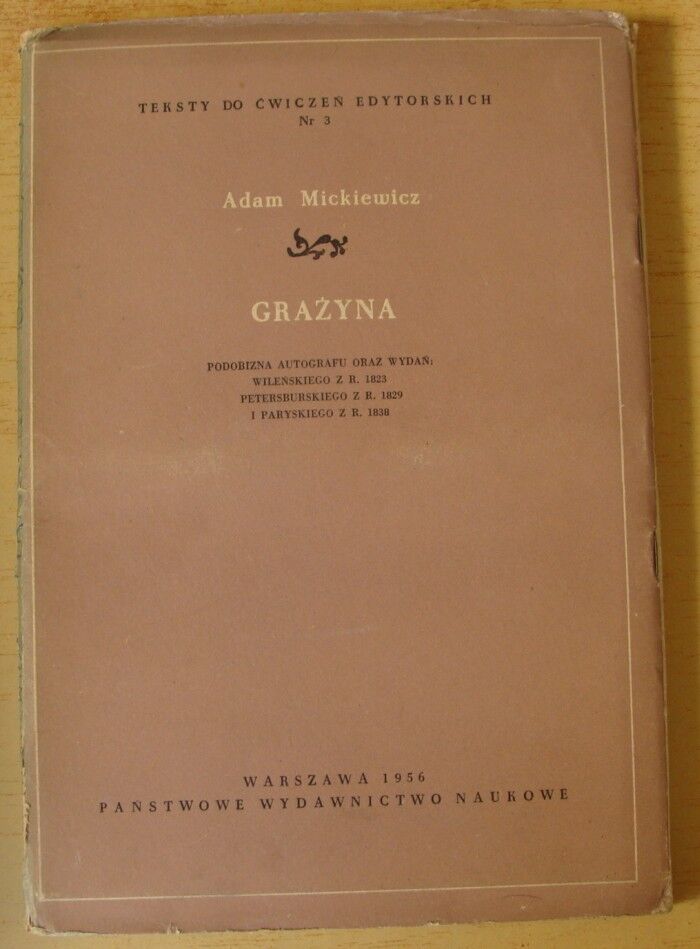 TEKSTY DO ĆWICZEŃ EDYTORSKICH
Nr 3
Adam Mickiewicz
GRAŻYNA
PODOBIZNA AUTOGRAFU ORAZ WYDAŃ:
WILEŃSKIEGO Z R. 1823
PETERSBURSKIEGO Z R. 1829
I PARYSKIEGO Z R. 1838
WARSZAWA 1956
PAŃSTWOWE WYDAWNICTWO NAUKOWE